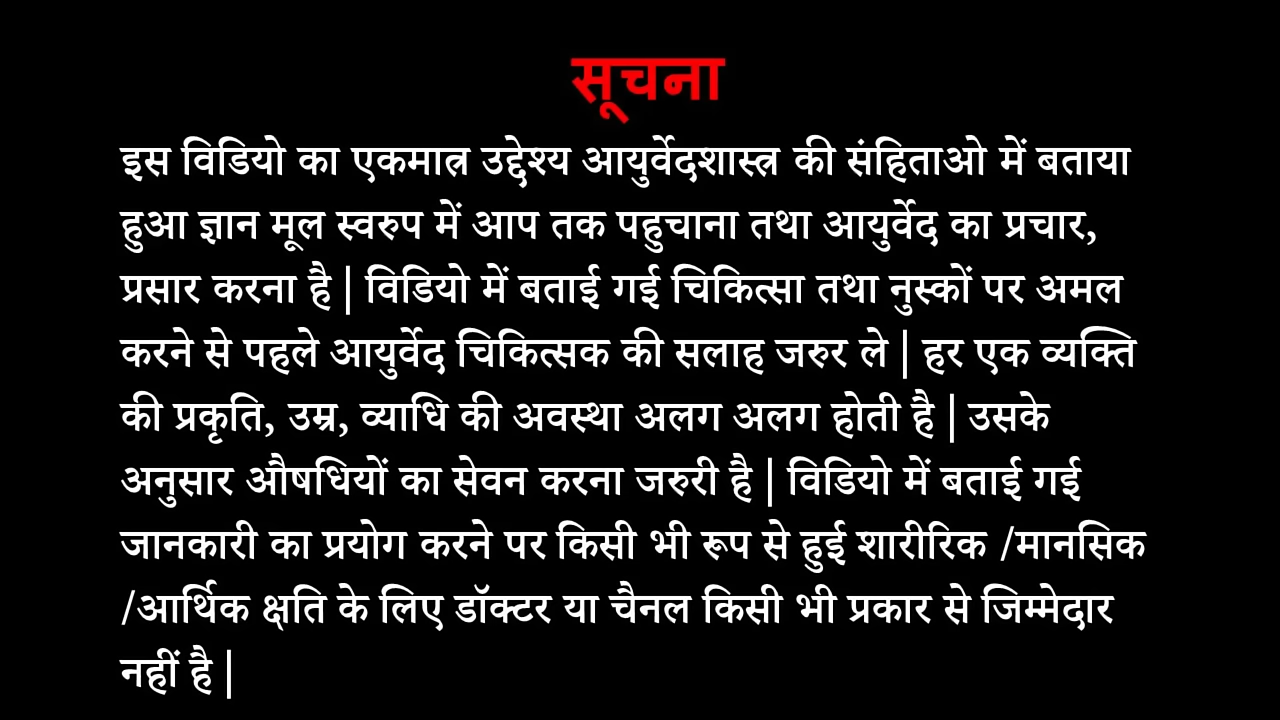 सूचना
इस विडियो का एकमात्र उद्देश्य आयुर्वेदशास्त्र की संहिताओ में बताया
हुआ ज्ञान मूल स्वरुप में आप तक पहुचाना तथा आयुर्वेद का प्रचार,
प्रसार करना है | विडियो में बताई गई चिकित्सा तथा नुस्कों पर अमल
करने से पहले आयुर्वेद चिकित्सक की सलाह जरुर ले | हर एक व्यक्ति
की प्रकृति, उम्र, व्याधि की अवस्था अलग अलग होती है | उसके
अनुसार औषधियों का सेवन करना जरुरी है | विडियो में बताई गई
जानकारी का प्रयोग करने पर किसी भी रूप से हुई शारीरिक /मानसिक
/आर्थिक क्षति के लिए डॉक्टर या चैनल किसी भी प्रकार से जिम्मेदार
नहीं है |